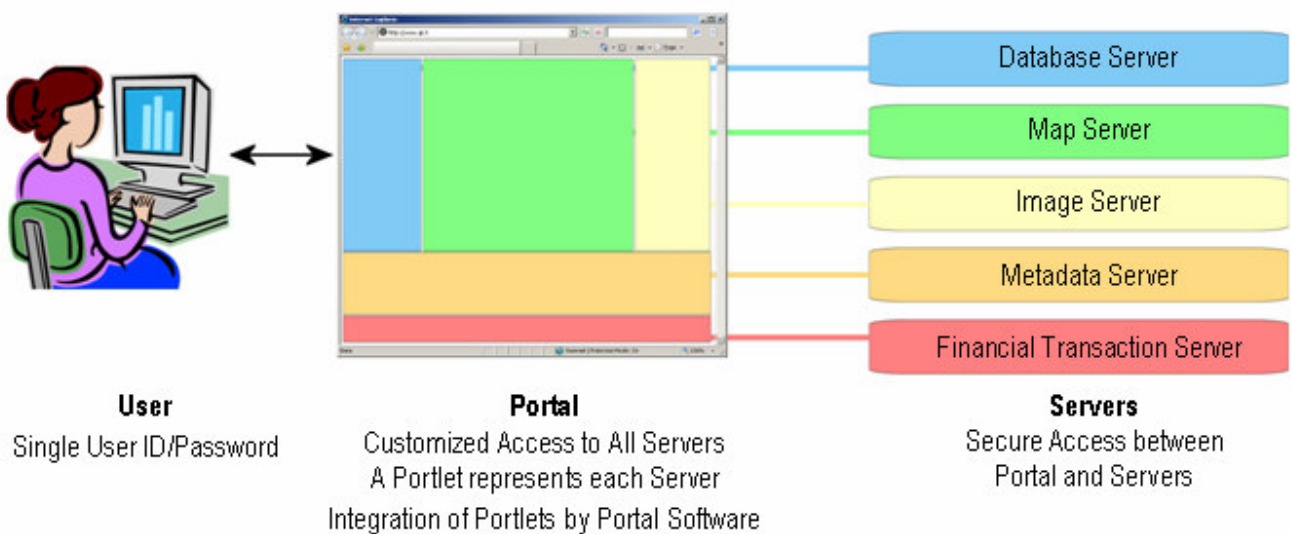 Database Server
Map Server
Image Server
Metadata Server
Financial Transaction Server
User
Single User ID/Password
Portal
Customized Access to All Servers
A Portlet represents each Server
Integration of Portlets by Portal Software
Servers
Secure Access between
Portal and Servers